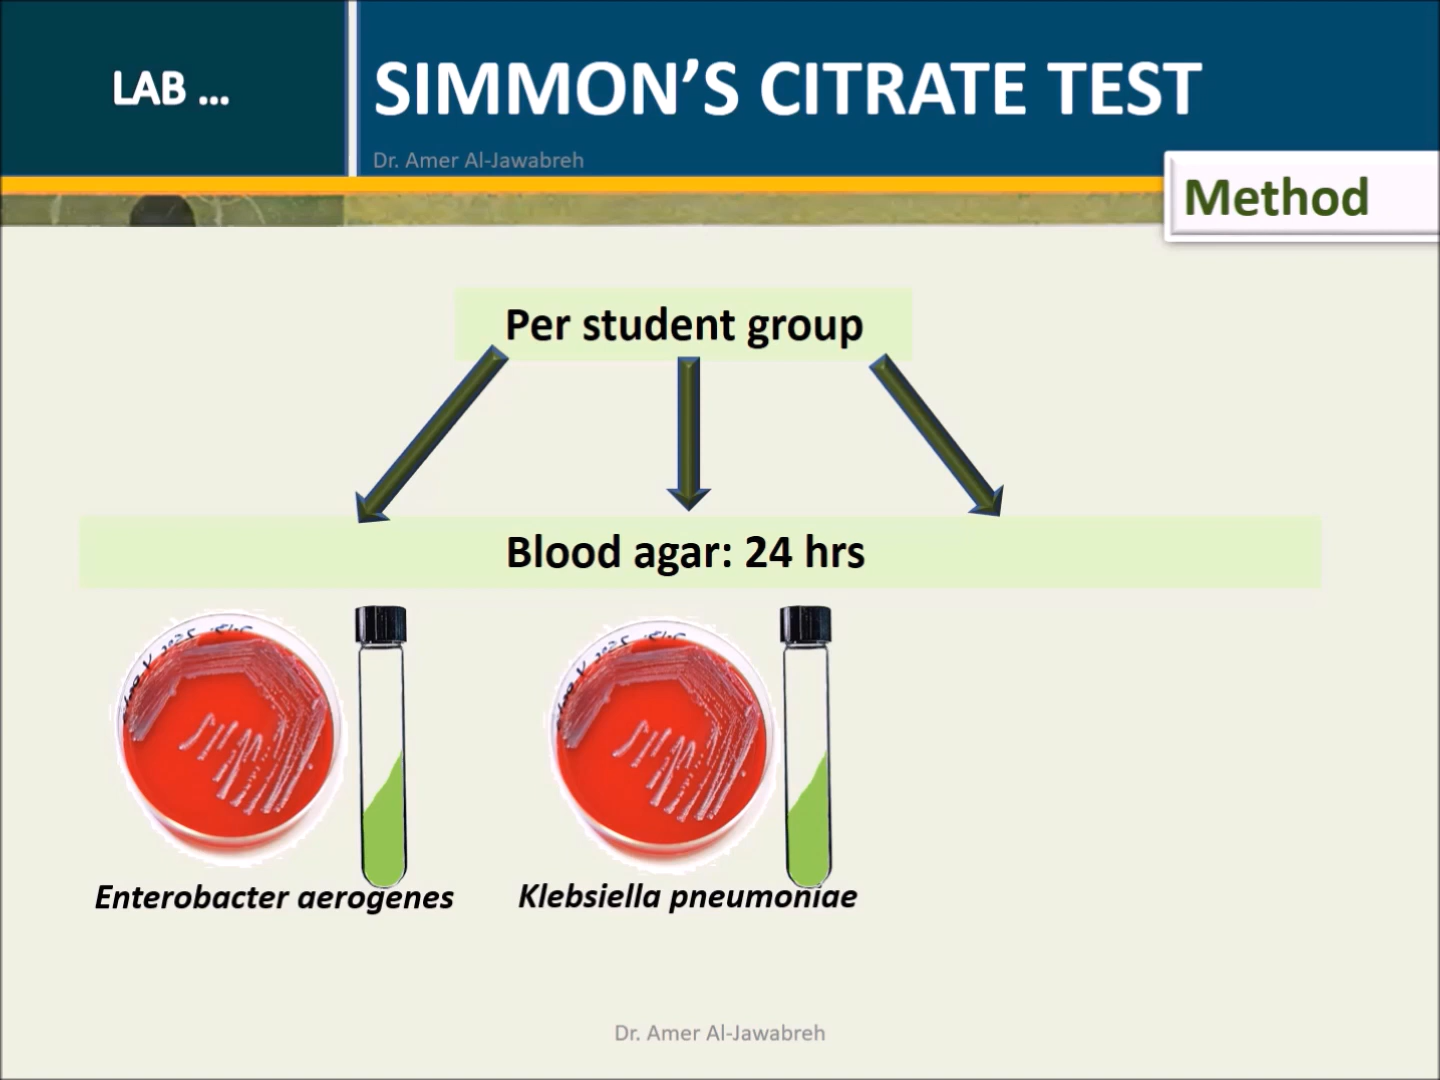 LAB ...
SIMMON’S CITRATE TEST
Dr. Amer Al-Jawabreh
Method
Per student group
Blood agar: 24 hrs
Enterobacter aerogenes
Klebsiella pneumoniae
Dr. Amer Al-Jawabreh